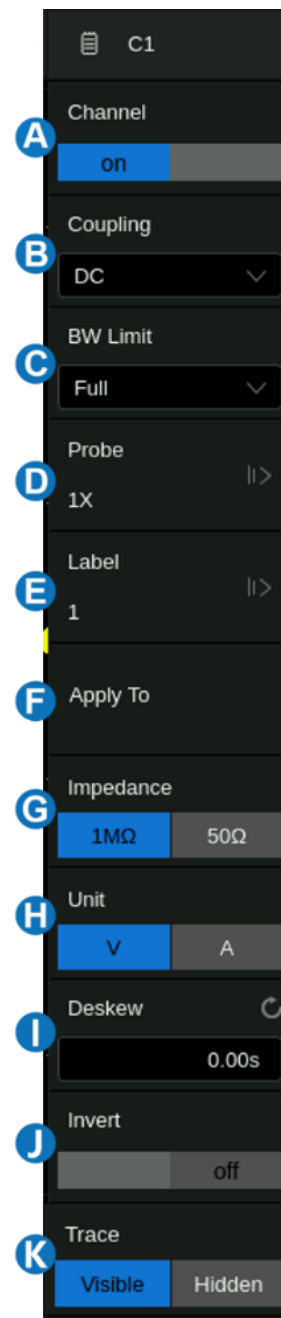 C1
A
Channel
on
B
Coupling
DC
C
BW Limit
Full
D
Probe
1X
E
Label
1
F
Apply To
G
Impedance
1MΩ 50Ω
H
Unit
V A
I
Deskew
0.00s
J
Invert
off
K
Trace
Visible Hidden